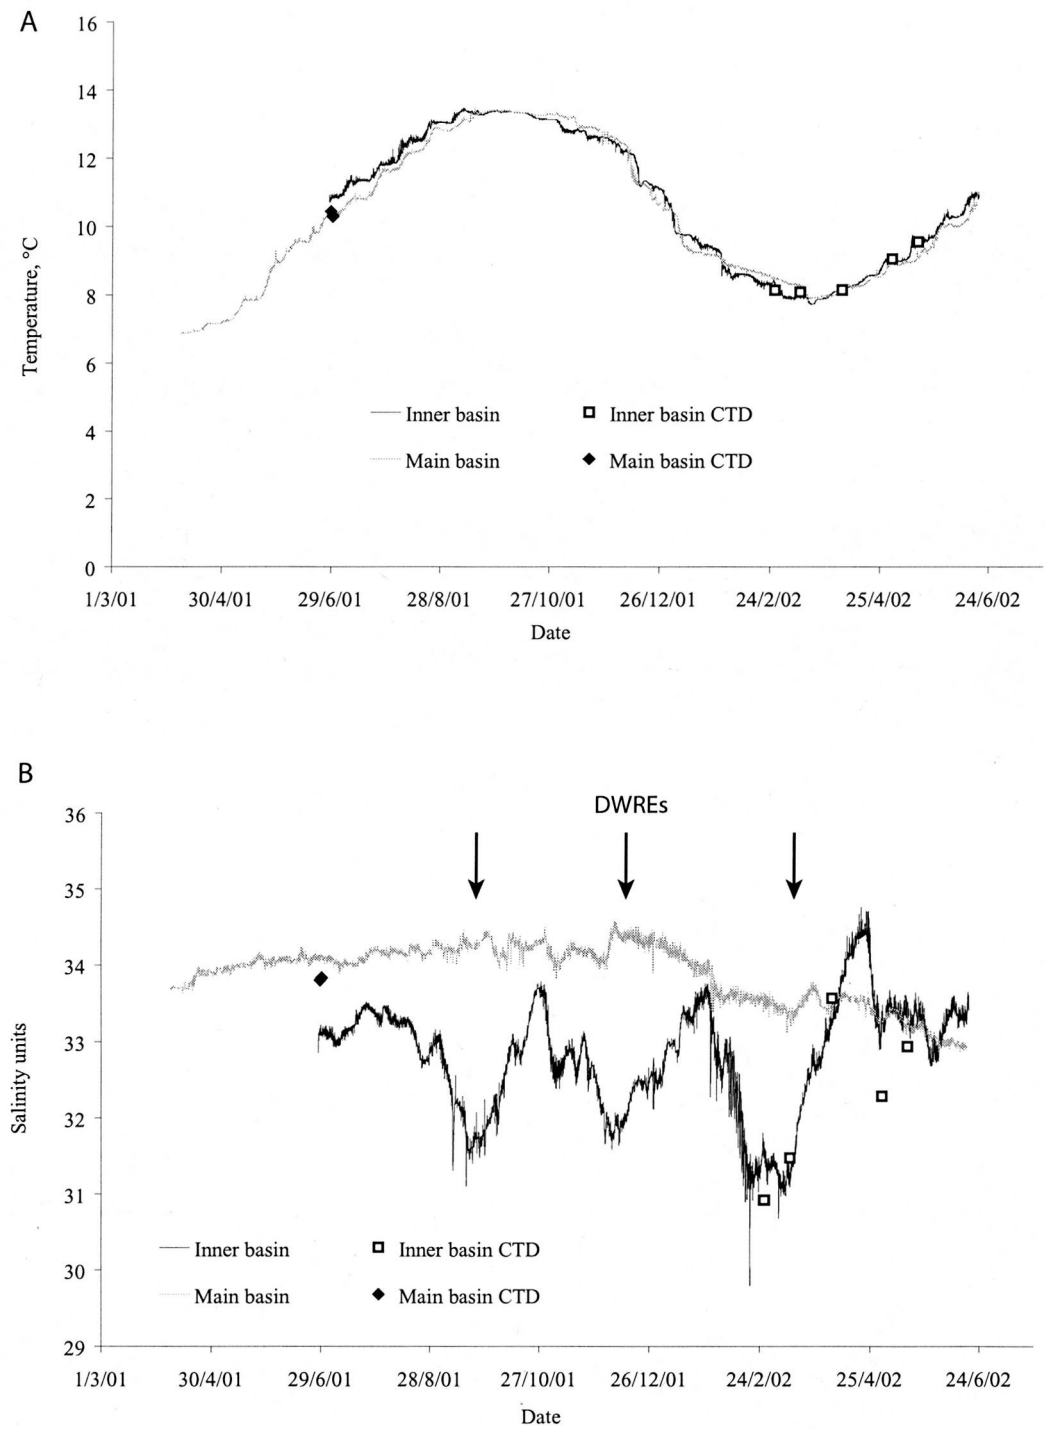 A
16
14
12
10
8
6
4
2
0
Temperature, °C
Inner basin
Inner basin CTD
Main basin
Main basin CTD
1/3/01 30/4/01 29/6/01 28/8/01 27/10/01 26/12/01 24/2/02 25/4/02 24/6/02
Date
B
DWREs
36
35
34
33
32
31
30
29
Salinity units
Inner basin
Inner basin CTD
Main basin
Main basin CTD
1/3/01 30/4/01 29/6/01 28/8/01 27/10/01 26/12/01 24/2/02 25/4/02 24/6/02
Date